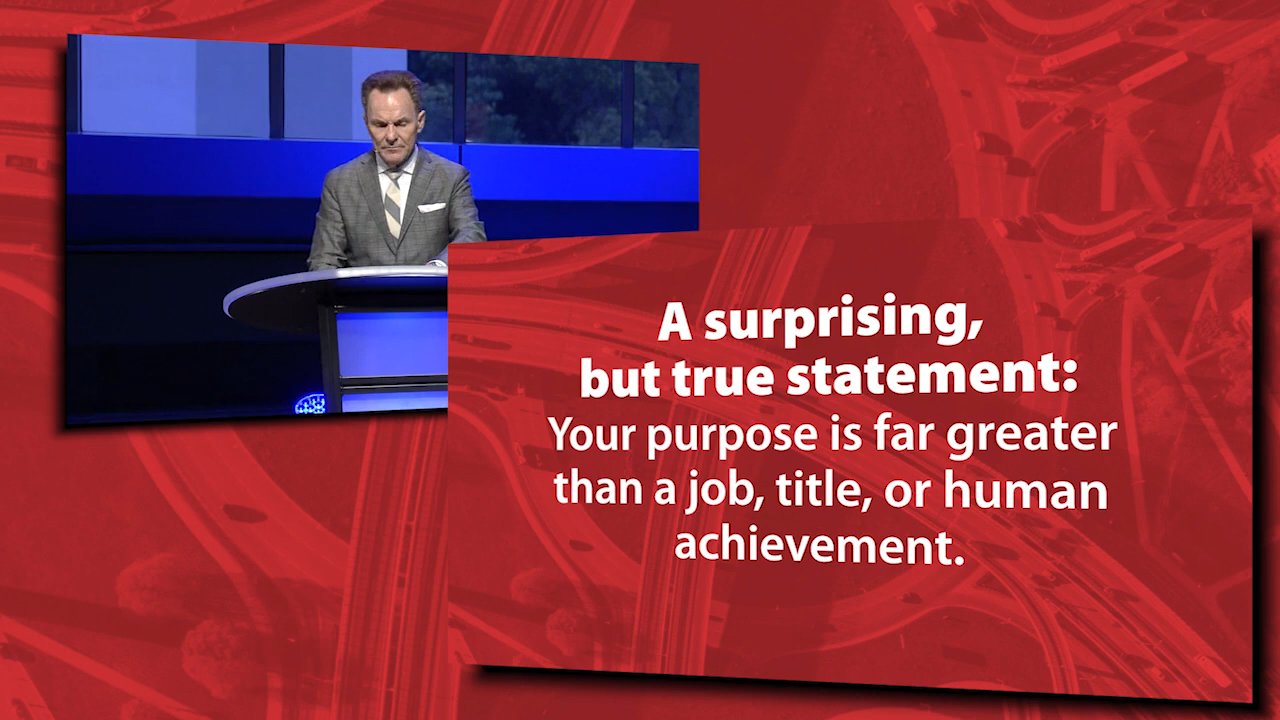 A surprising,
but true statement:
Your purpose is far greater
than a job, title, or human
achievement.